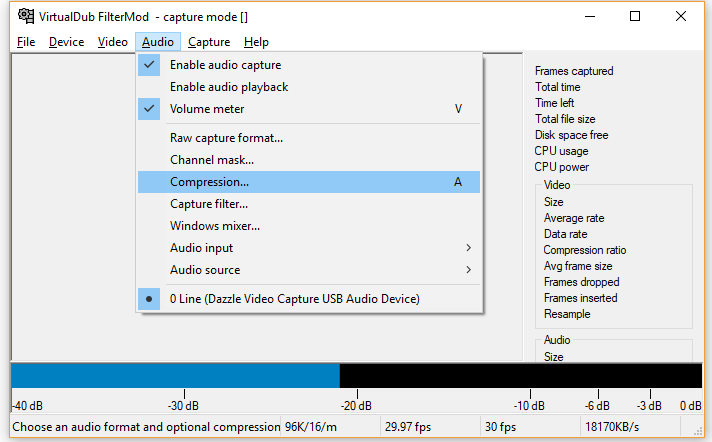 VirtualDub FilterMod - capture mode []
File Device Video Audio Capture Help
Enable audio capture
Enable audio playback
Volume meter V
Raw capture format...
Channel mask...
Compression... A
Capture filter...
Windows mixer...
Audio input
Audio source
0 Line (Dazzle Video Capture USB Audio Device)
Frames captured
Total time
Time left
Total file size
Disk space free
CPU usage
CPU power
Video
Size
Average rate
Data rate
Compression ratio
Avg frame size
Frames dropped
Frames inserted
Resample
Audio
Size
-40 dB -30 dB -20 dB -10 dB -6 dB -3 dB 0 dB
Choose an audio format and optional compression 96K/16/m 29.97 fps 30 fps 18170KB/s